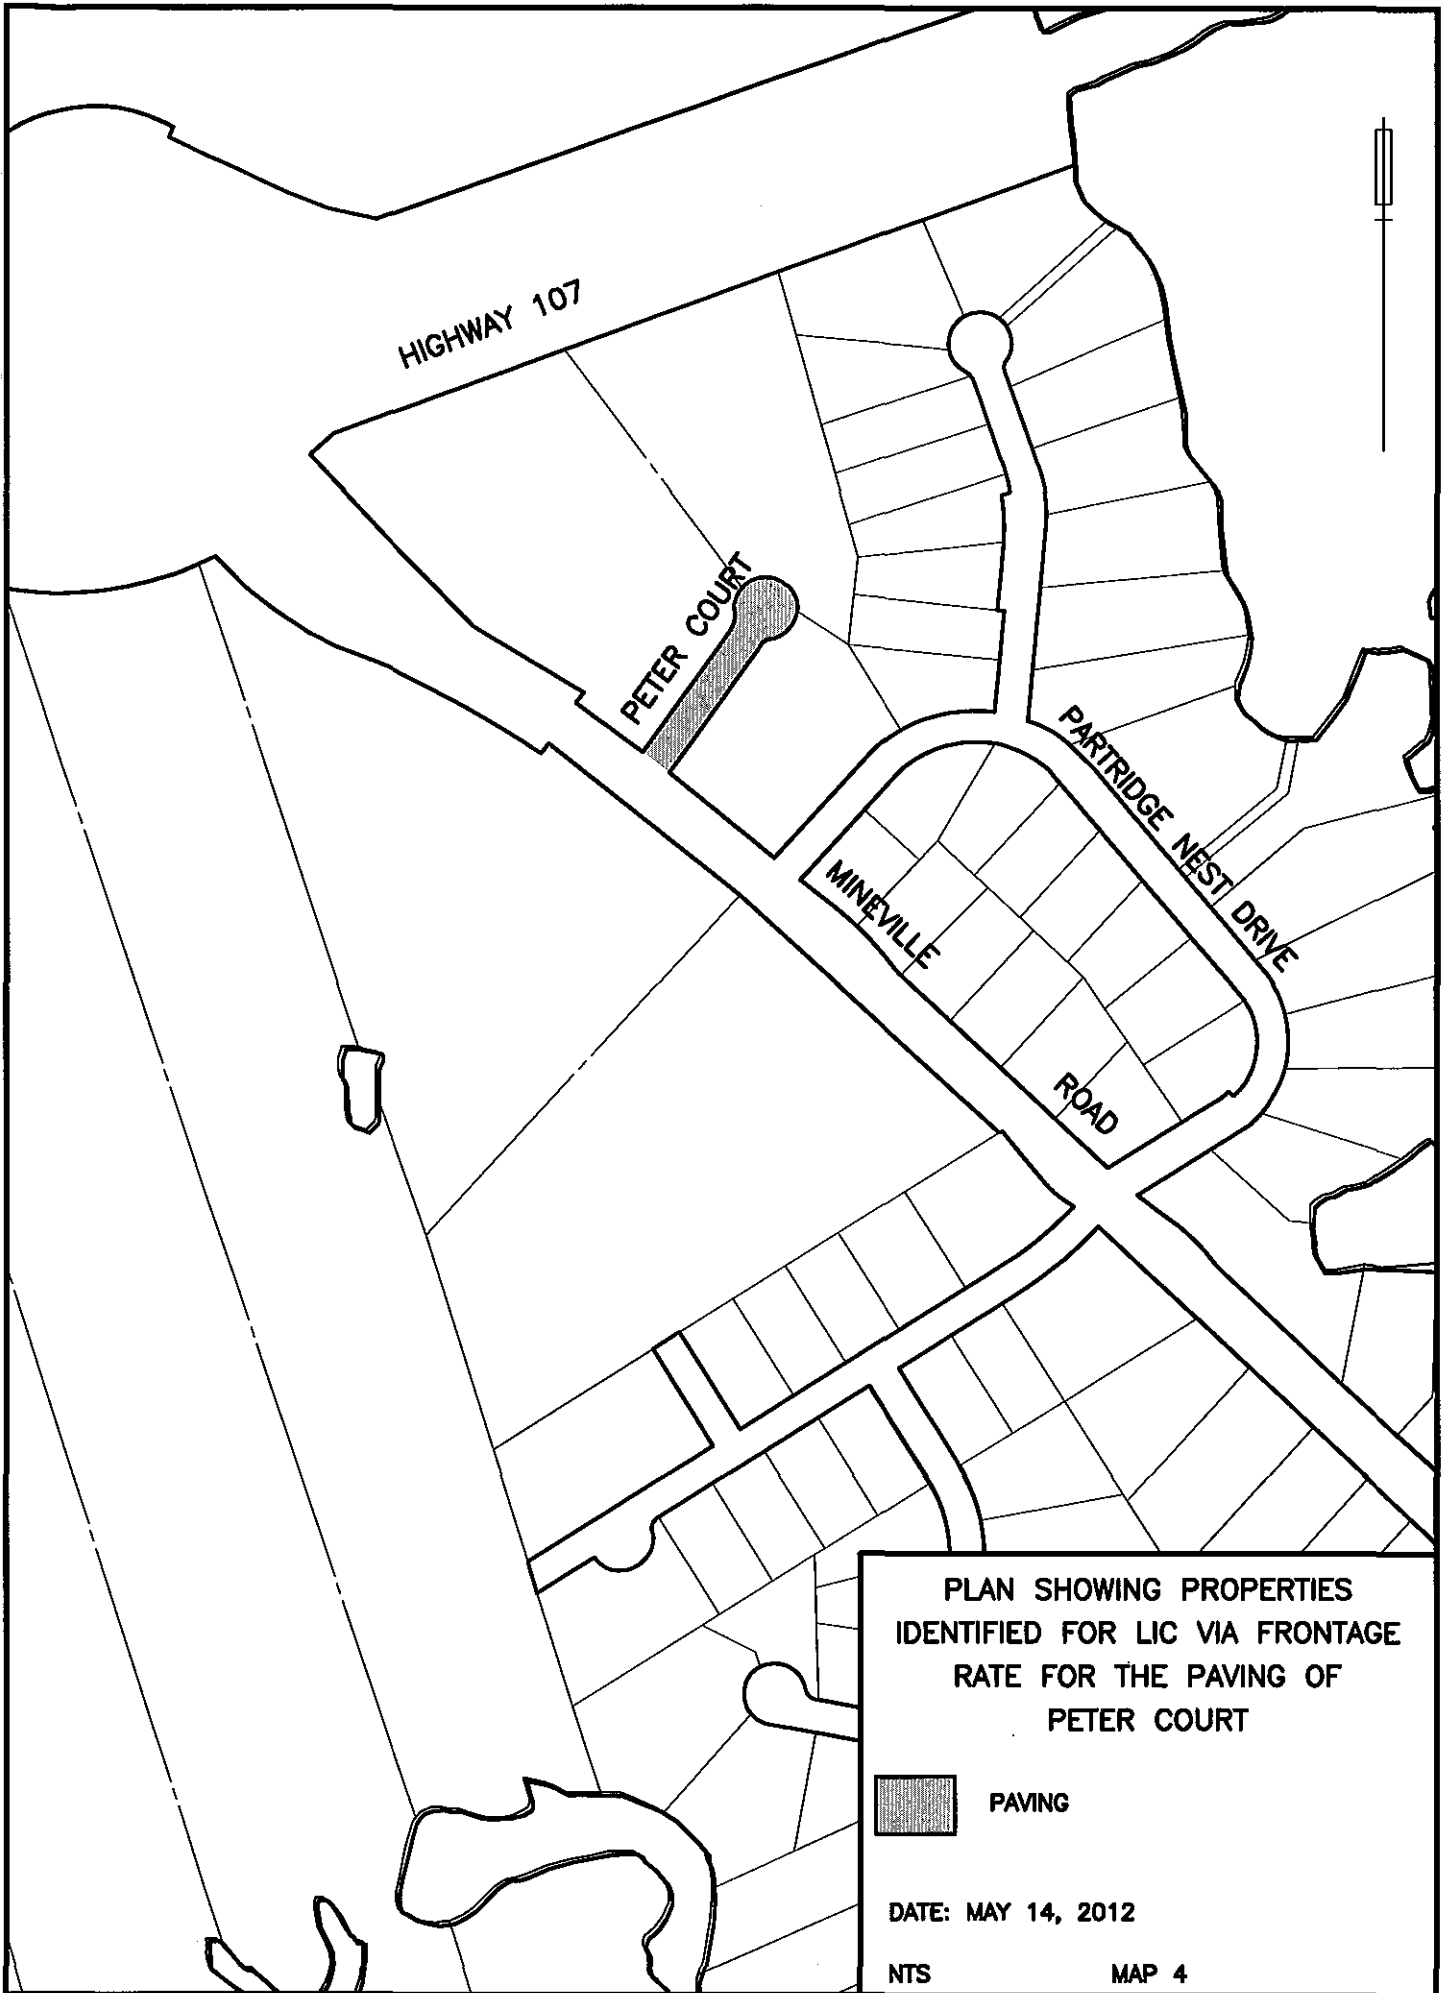 HIGHWAY 107
PETER COURT
PARTRIDGE NEST DRIVE
MINEVILLE
ROAD
PLAN SHOWING PROPERTIES
IDENTIFIED FOR LIC VIA FRONTAGE
RATE FOR THE PAVING OF
PETER COURT
PAVING
DATE: MAY 14, 2012
NTS MAP 4